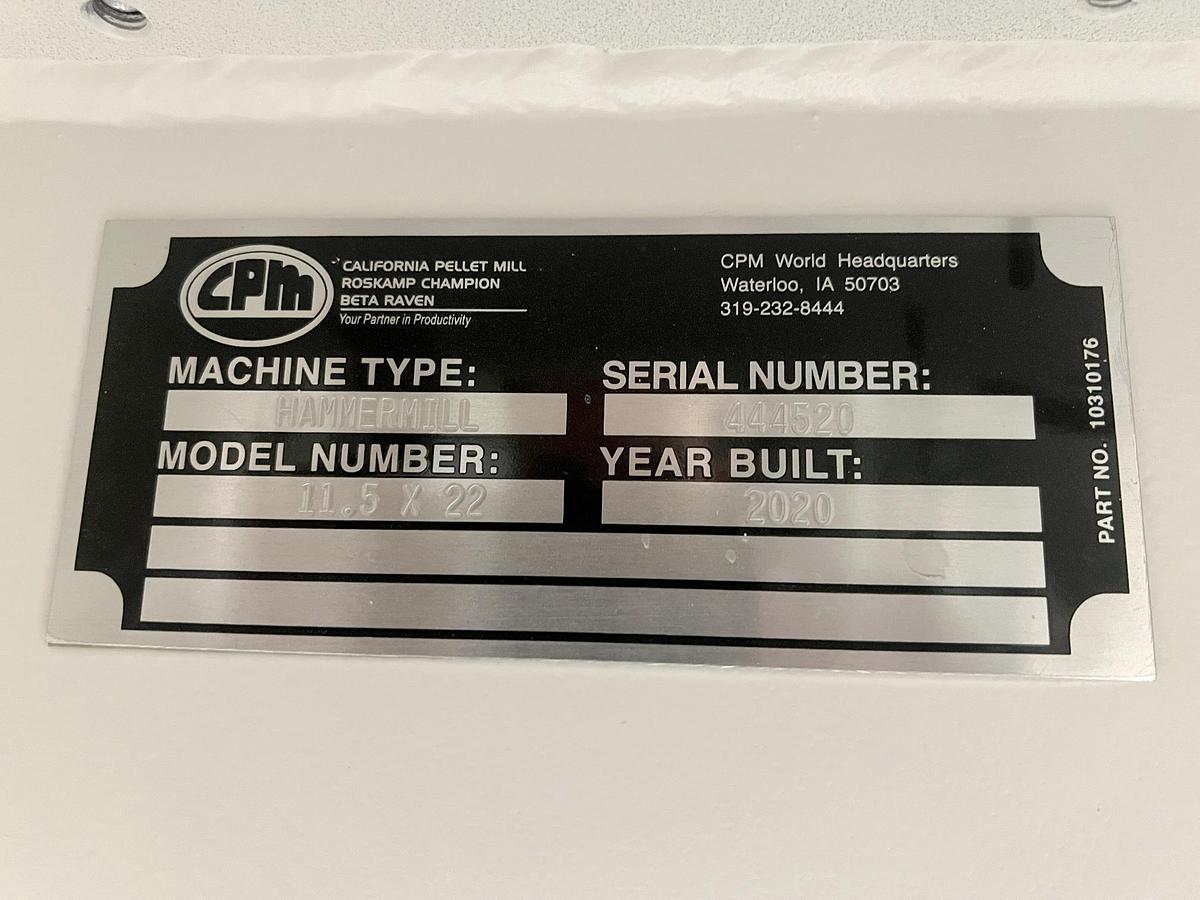 CPM
CALIFORNIA PELLET MILL
ROSKAMP CHAMPION
BETA RAVEN
Your Partner in Productivity
CPM World Headquarters
Waterloo, IA 50703
319-232-8444
MACHINE TYPE:
HAMMERMILL
SERIAL NUMBER:
444520
MODEL NUMBER:
11.5 X 22
YEAR BUILT:
2020
PART NO. 10310176